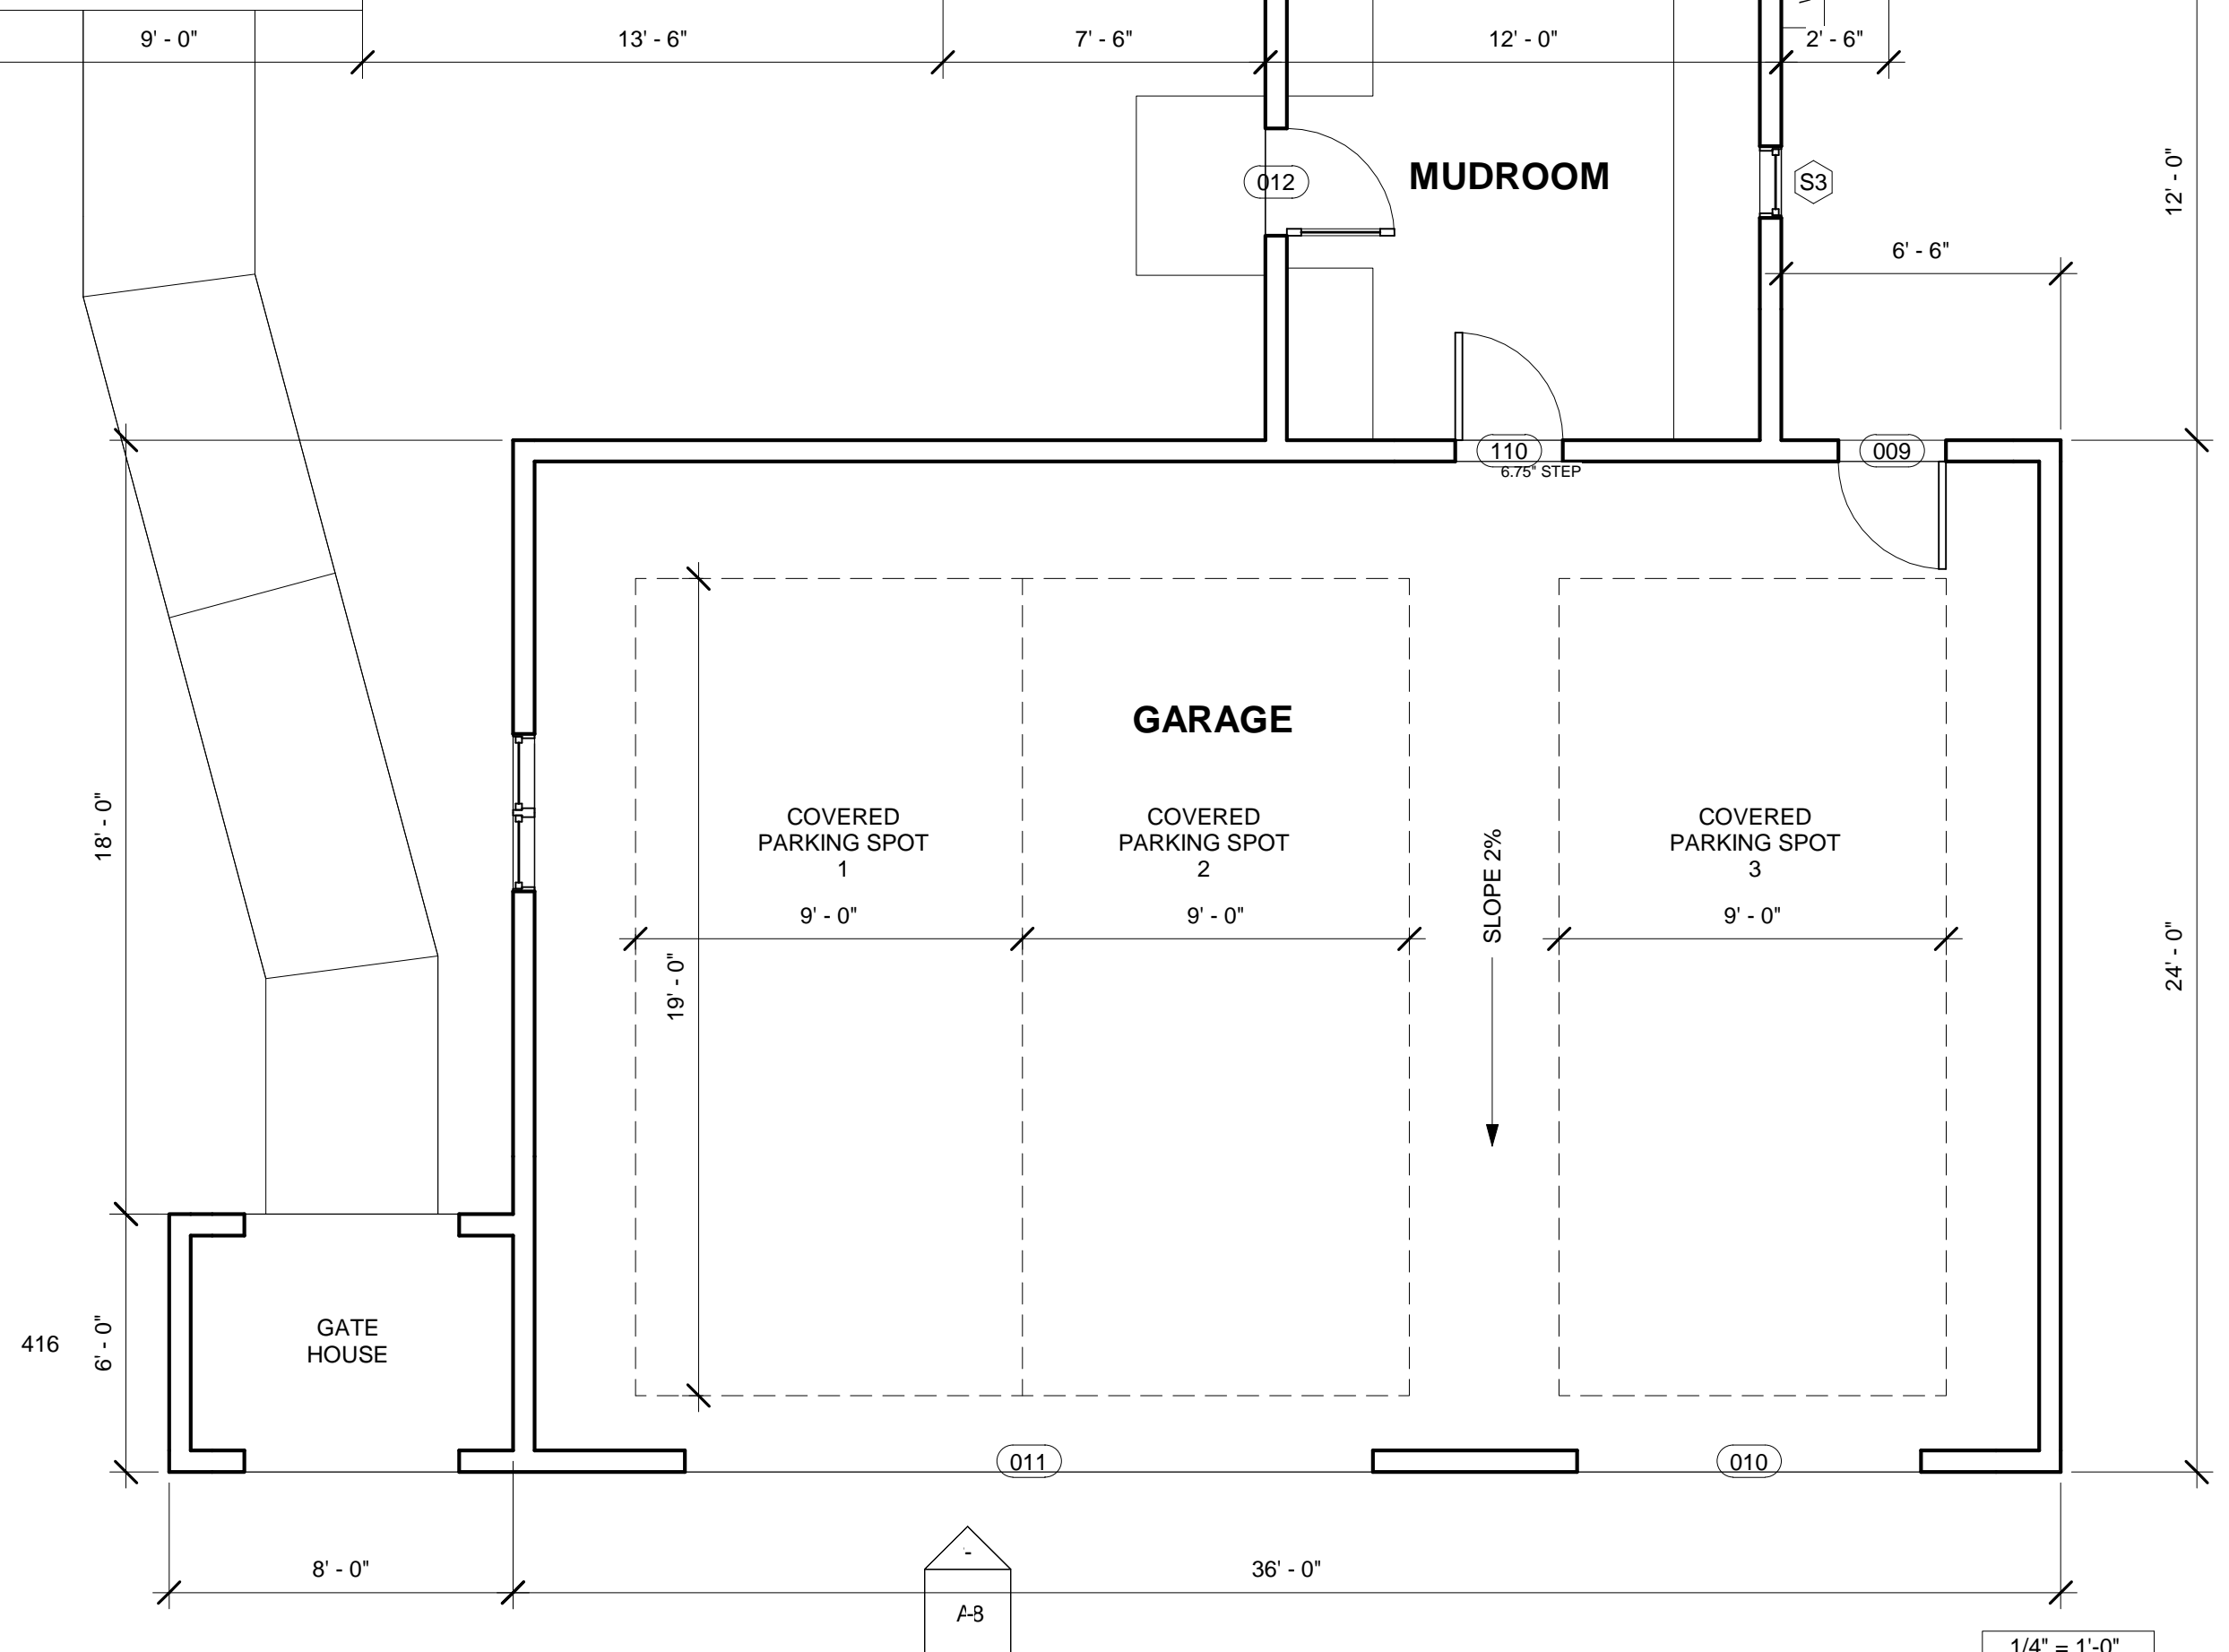 9' - 0"
13' - 6"
7' - 6"
12' - 0"
2' - 6"
012
MUDROOM
S3
12' - 0"
6' - 6"
110
009
6.75" STEP
GARAGE
COVERED
PARKING SPOT
1
COVERED
PARKING SPOT
2
COVERED
PARKING SPOT
3
18' - 0"
SLOPE 2%
9' - 0"
9' - 0"
9' - 0"
19' - 0"
24' - 0"
GATE
HOUSE
416
6' - 0"
011
010
-
8' - 0"
36' - 0"
A-8
1/4" = 1'-0"